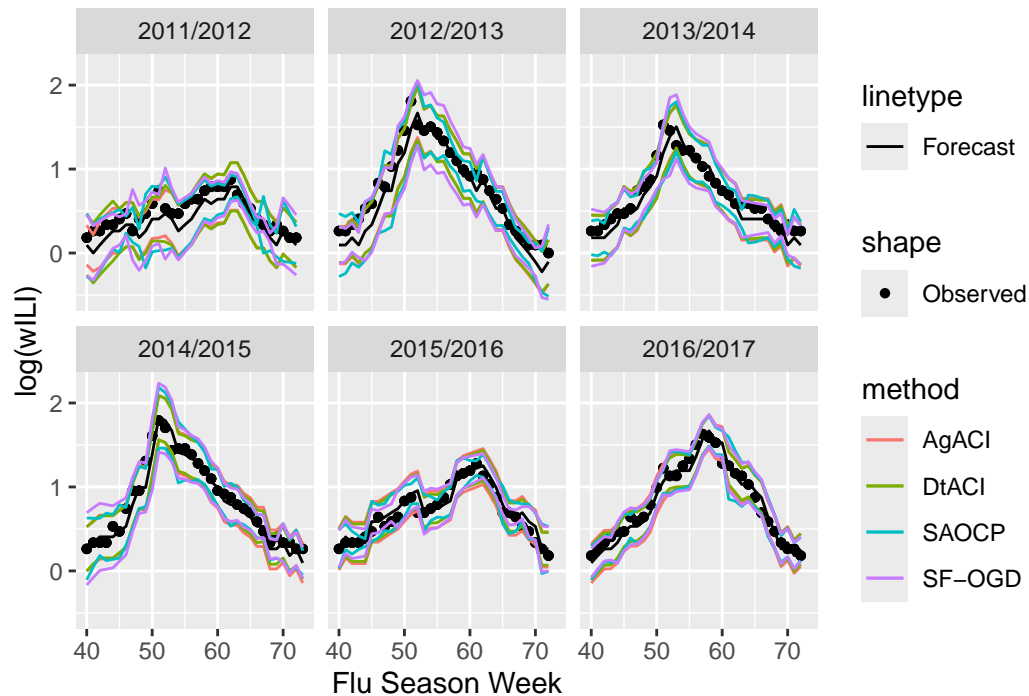 2011/2012 2012/2013 2013/2014
2
1
0
2014/2015 2015/2016 2016/2017
2
1
0
40 50 60 70 40 50 60 70 40 50 60 70
Flu Season Week
log(wILI)
linetype
Forecast
shape
Observed
method
AgACI
DtACI
SAOCP
SF−OGD